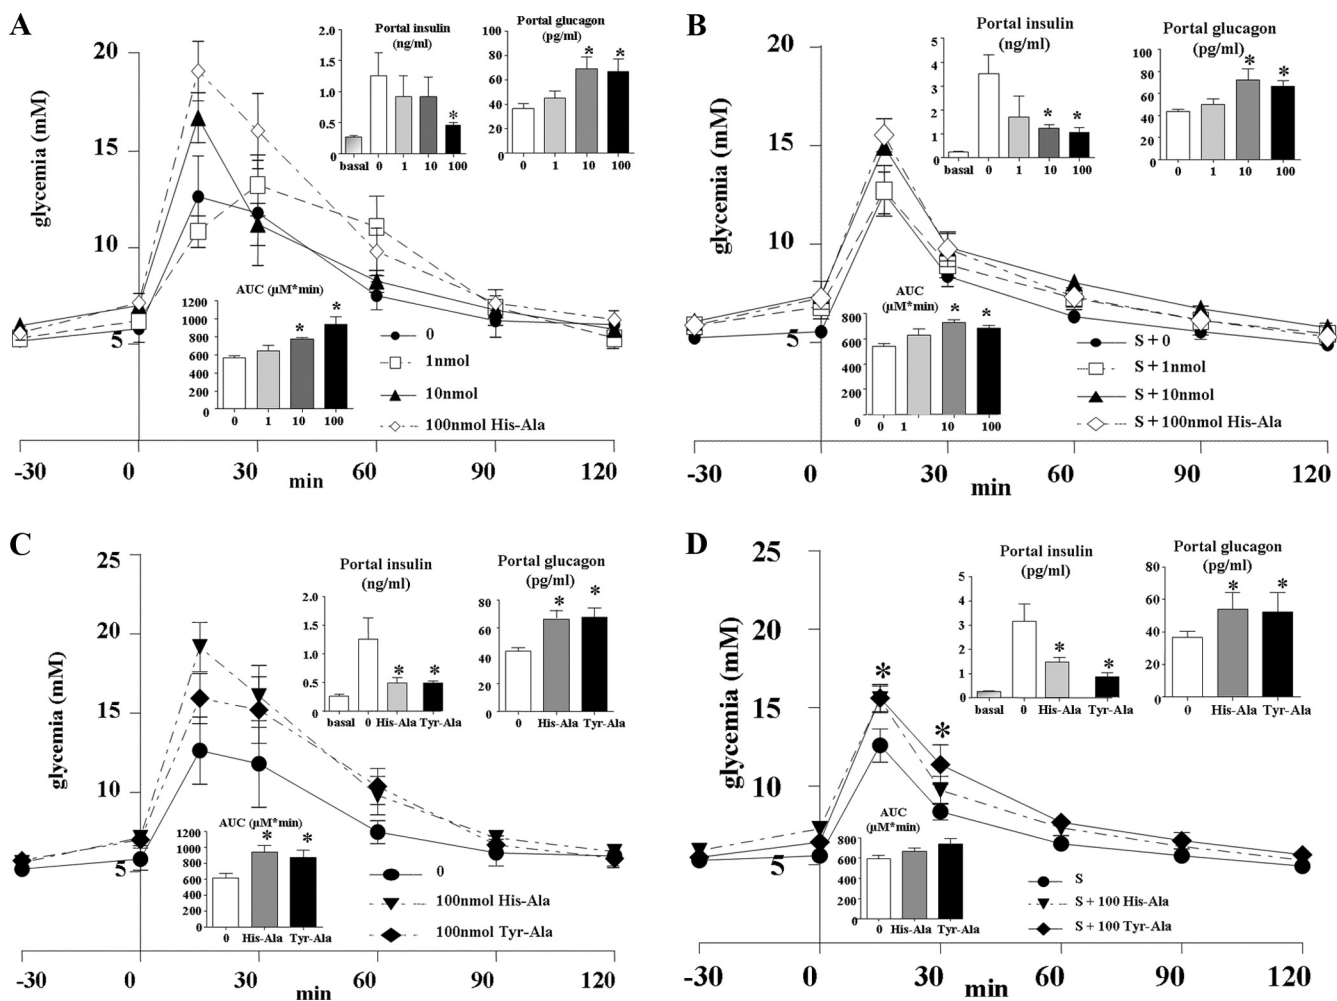 A
glycemia (mM)
20
15
10
5
-30
0
30
60
90
120
min
Portal insulin
(ng/ml)
2.0
1.5
1.0
0.5
0
basal
0
1
10
100
*
Portal glucagon
(pg/ml)
100
80
60
40
20
0
0
1
10
100
*
*
AUC (µM*min)
1200
1000
800
600
400
200
0
0
1
10
100
*
*
0
1nmol
10nmol
100nmol His-Ala
B
glycemia (mM)
20
15
10
5
-30
0
30
60
90
120
min
Portal insulin
(ng/ml)
5
4
3
2
1
0
basal
0
1
10
100
*
*
Portal glucagon
(pg/ml)
100
80
60
40
20
0
0
1
10
100
*
*
AUC
(µM*min)
800
600
400
200
0
0
1
10
100
*
*
S + 0
S + 1nmol
S + 10nmol
S + 100nmol His-Ala
C
glycemia (mM)
25
20
15
10
5
-30
0
30
60
90
120
min
Portal insulin
(ng/ml)
2.0
1.5
1.0
0.5
0
basal
0
His-Ala
Tyr-Ala
*
*
Portal glucagon
(pg/ml)
80
60
40
20
0
0
His-Ala
Tyr-Ala
*
*
AUC (µM*min)
1200
1000
800
600
400
200
0
0
His-Ala
Tyr-Ala
*
*
0
100nmol His-Ala
100nmol Tyr-Ala
D
glycemia (mM)
25
20
15
10
5
-30
0
30
60
90
120
min
*
*
Portal insulin
(pg/ml)
5
4
3
2
1
0
basal
0
His-Ala
Tyr-Ala
*
*
Portal glucagon
(pg/ml)
80
60
40
20
0
0
His-Ala
Tyr-Ala
*
*
AUC
(µM*min)
800
600
400
200
0
0
His-Ala
Tyr-Ala
S
S + 100 His-Ala
S + 100 Tyr-Ala